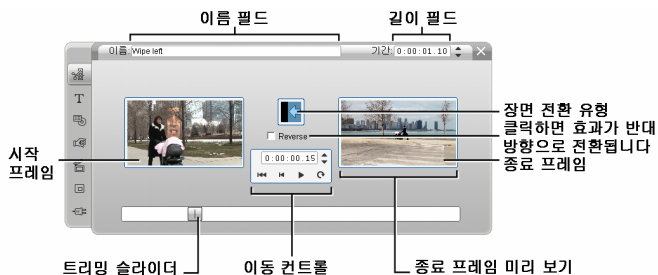 이름 필드
길이 필드
이름: Wipe left
기간: 0:00:01.10
T
장면 전환 유형
Reverse
클릭하면 효과가 반대
방향으로 전환됩니다
0:00:00.15
시작
프레임
종료 프레임
트리밍 슬라이더
이동 컨트롤
종료 프레임 미리 보기